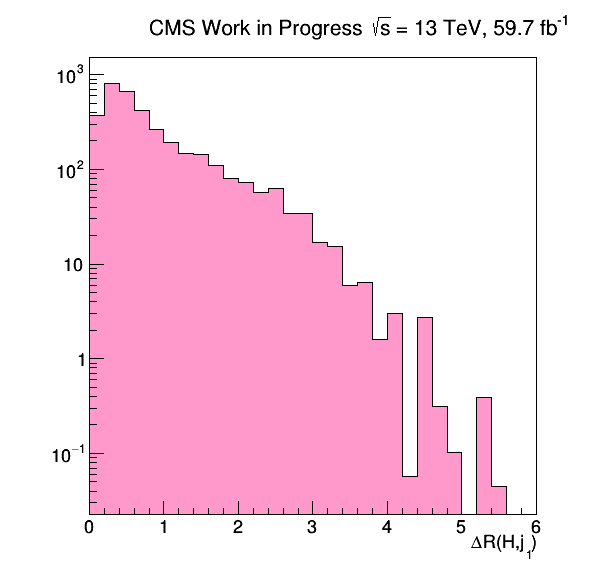 CMS Work in Progress √s = 13 TeV, 59.7 fb⁻¹
10³
10²
10
1
10⁻¹
0 1 2 3 4 5 6
ΔR(H,j₁)